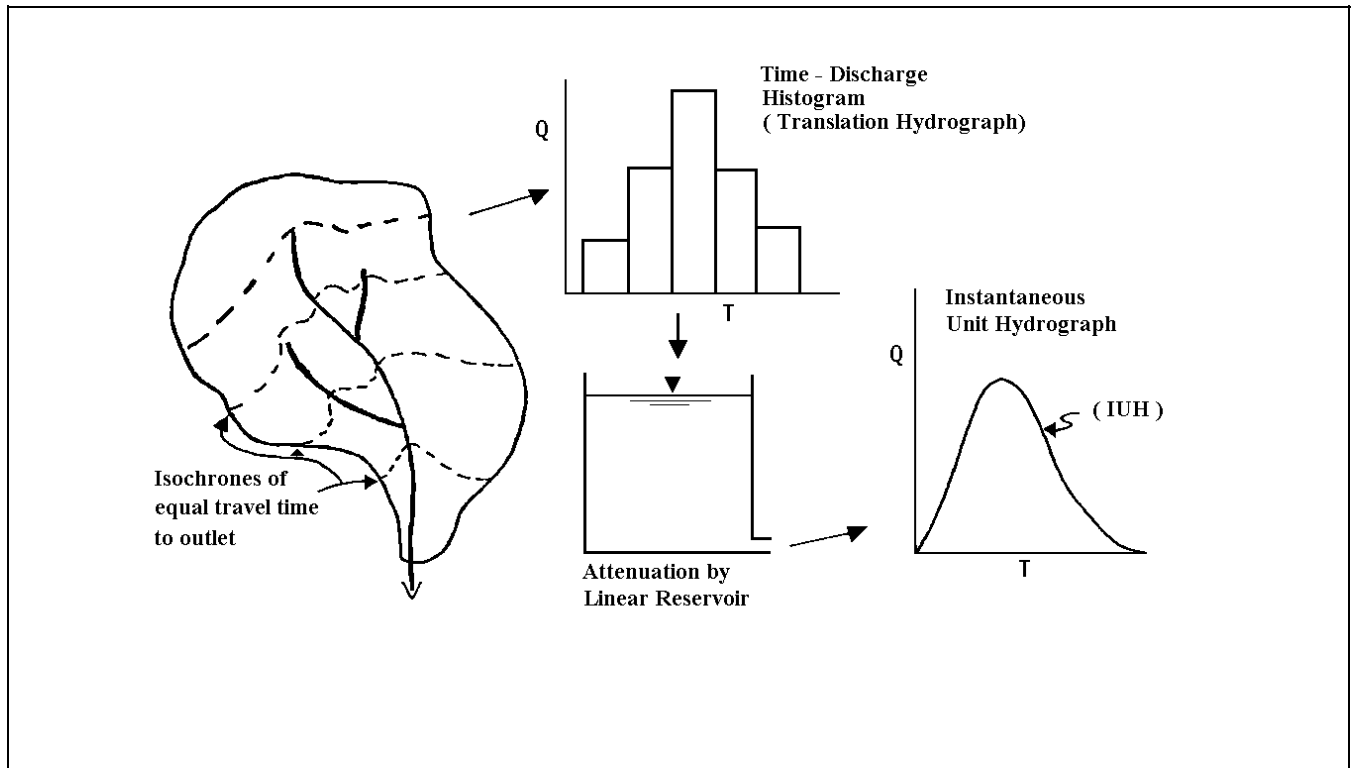 Time - Discharge
Histogram
( Translation Hydrograph)
Q
T
Instantaneous
Unit Hydrograph
Q
( IUH )
T
Isochrones of
equal travel time
to outlet
Attenuation by
Linear Reservoir